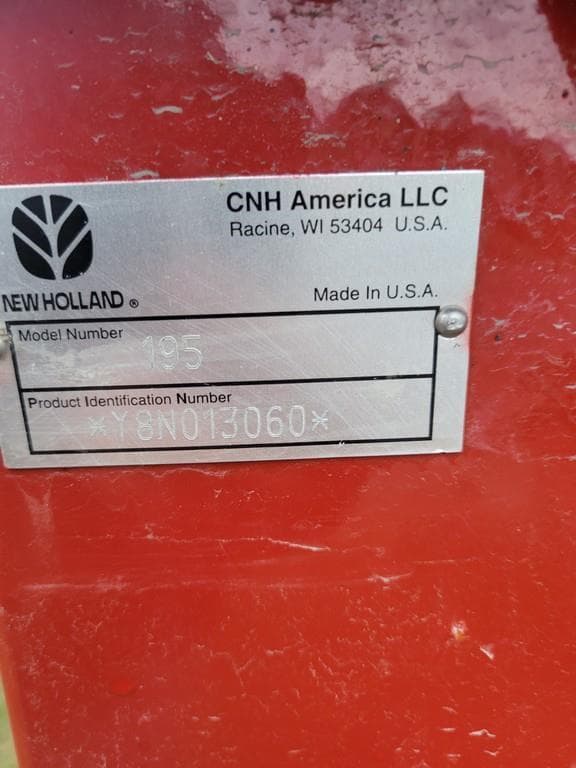 CNH America LLC
Racine, WI 53404 U.S.A.
NEW HOLLAND ®
Made In U.S.A.
Model Number
195
Product Identification Number
*Y8N013060*